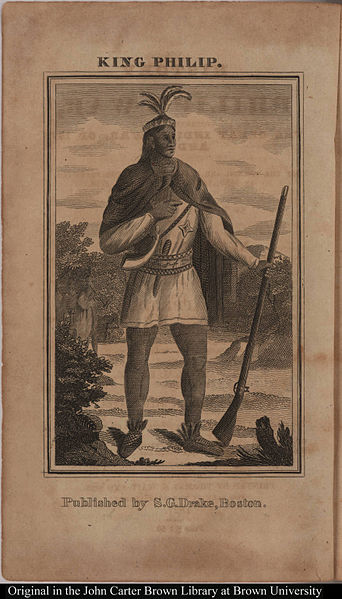 KING PHILIP.
Published by S.G. Drake, Boston.
Original in the John Carter Brown Library at Brown University